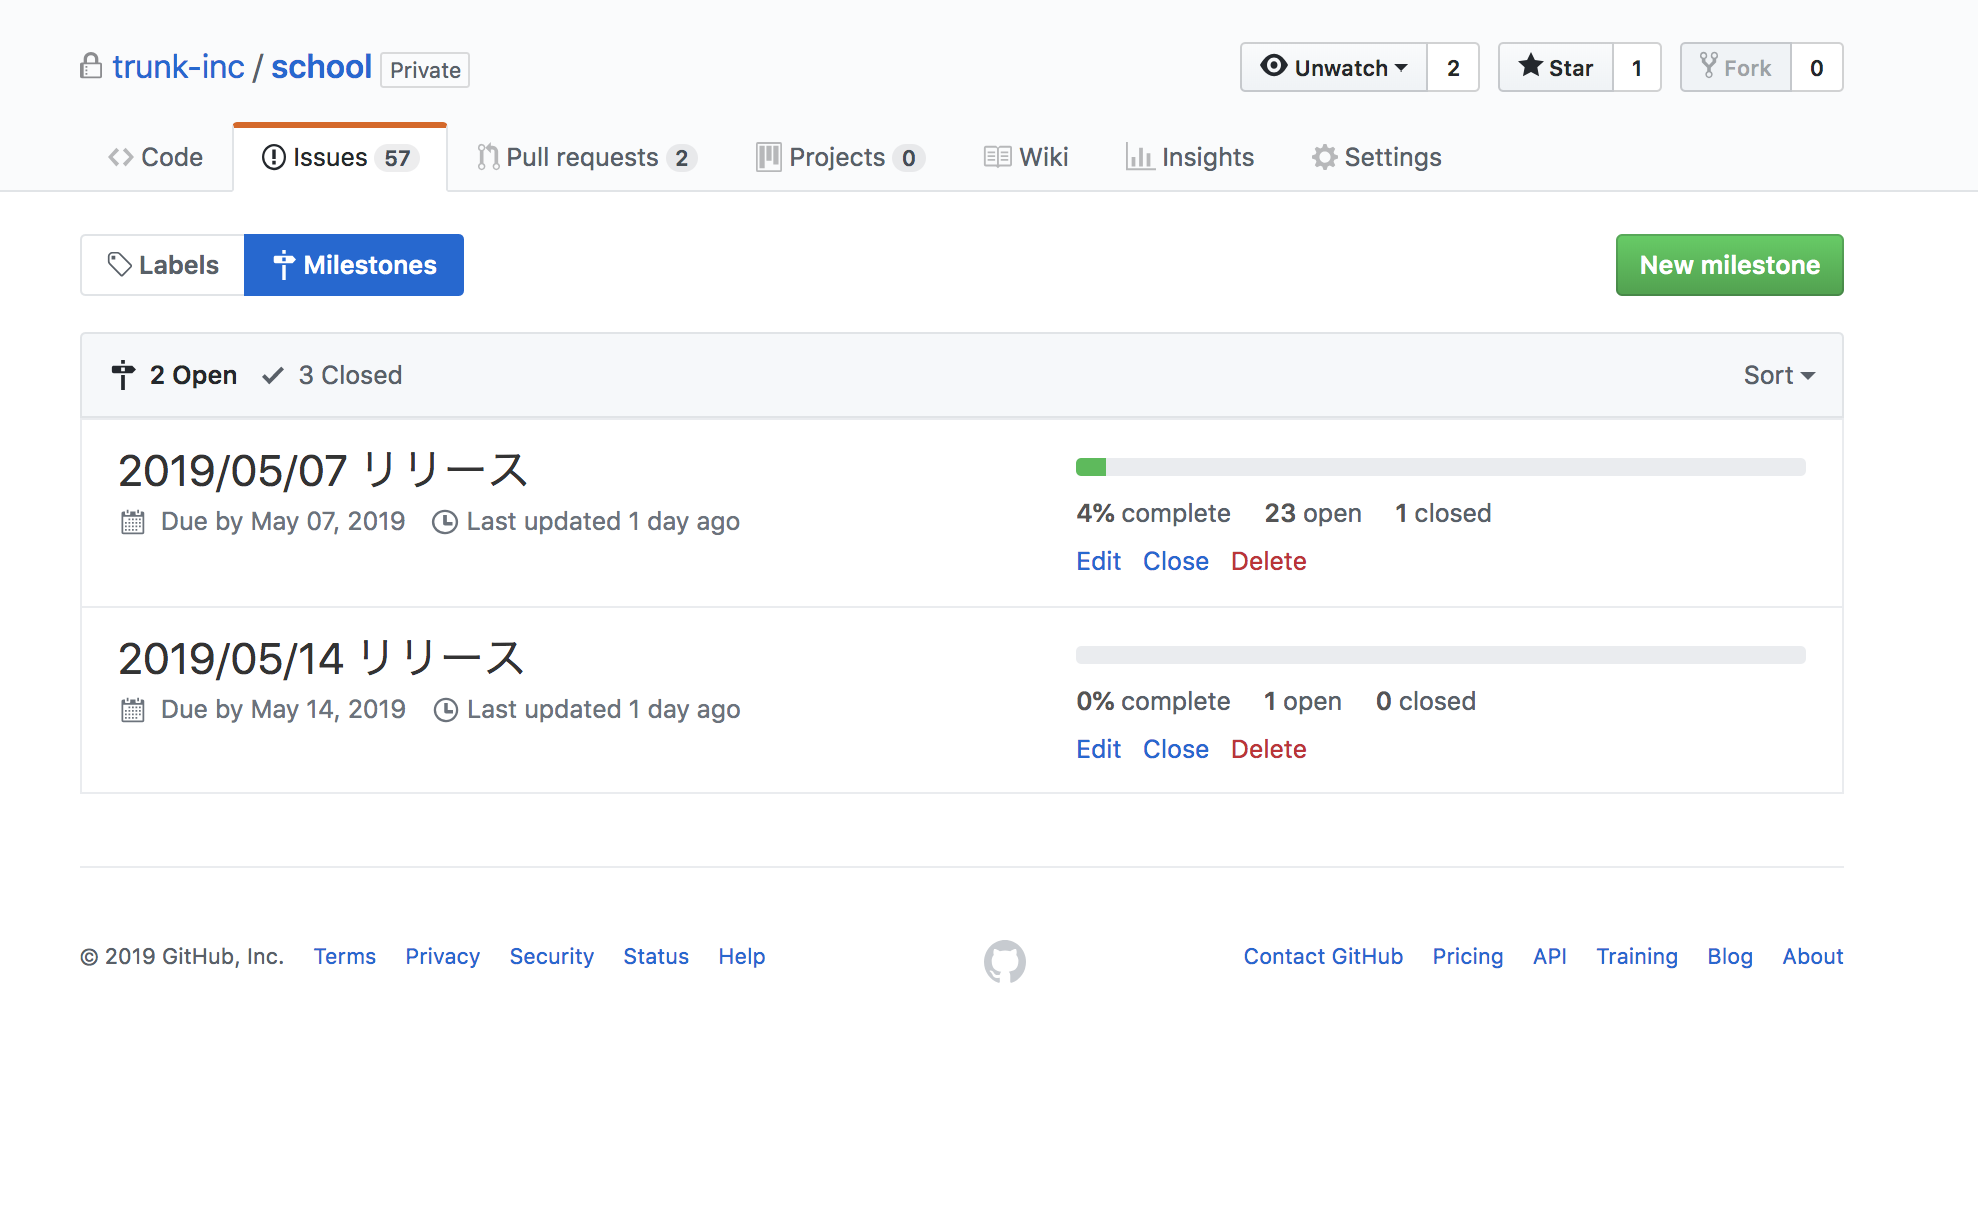 trunk-inc / school Private
Unwatch 2 Star 1 Fork 0
Code Issues 57 Pull requests 2 Projects 0 Wiki Insights Settings
Labels Milestones New milestone
2 Open 3 Closed Sort
2019/05/07 リリース
Due by May 07, 2019 Last updated 1 day ago
4% complete 23 open 1 closed
Edit Close Delete
2019/05/14 リリース
Due by May 14, 2019 Last updated 1 day ago
0% complete 1 open 0 closed
Edit Close Delete
© 2019 GitHub, Inc. Terms Privacy Security Status Help Contact GitHub Pricing API Training Blog About